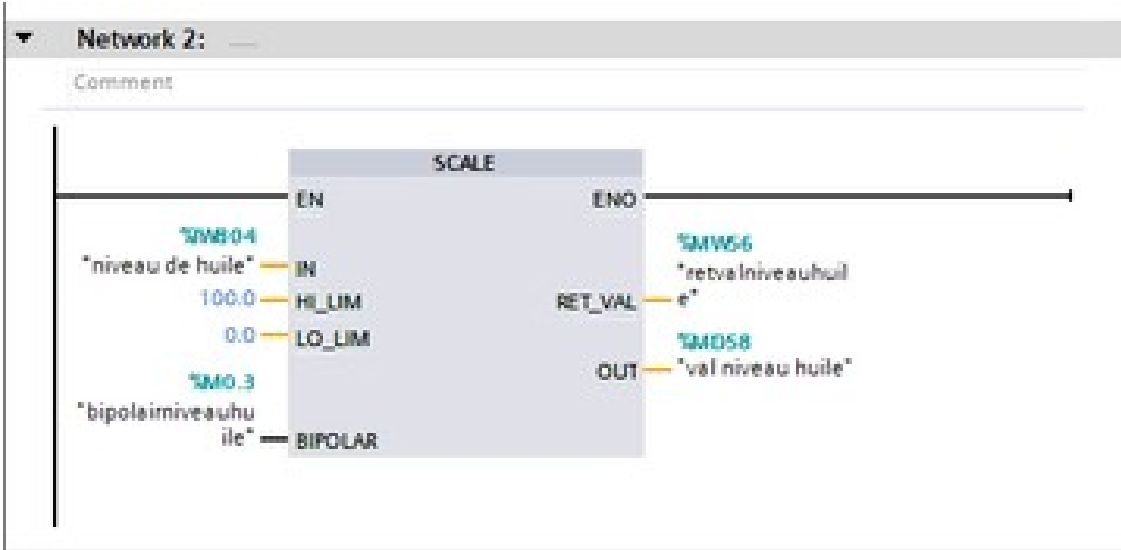 Network 2:
Comment
SCALE
EN ENO
%IW804
"niveau de huile" IN
100.0 HI_LIM
0.0 LO_LIM
%M0.3
"bipolairniveauhu
ile" BIPOLAR
%MW56
"retvalniveauhuil
RET_VAL e"
%MD58
OUT "val niveau huile"